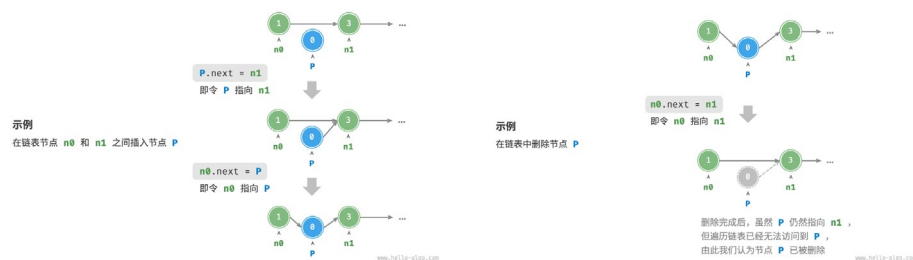 1
3
...
0
n0
n1
P
P.next = n1
即令 P 指向 n1
1
3
...
0
n0
n1
P
示例
在链表节点 n0 和 n1 之间插入节点 P
n0.next = P
即令 n0 指向 P
1
3
...
0
n0
n1
P
www.hello-algo.com
1
3
...
0
n0
n1
P
n0.next = n1
即令 n0 指向 n1
示例
在链表中删除节点 P
1
3
...
0
n0
n1
P
删除完成后，虽然 P 仍然指向 n1 ，
但遍历链表已经无法访问到 P ，
由此我们认为节点 P 已被删除
www.hello-algo.com